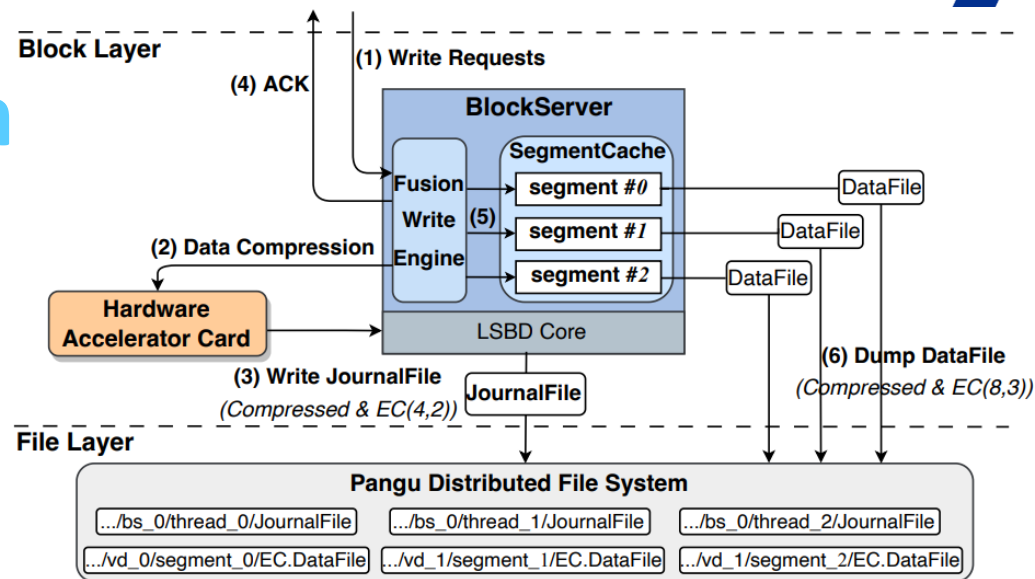 Block Layer
(1) Write Requests
(4) ACK
BlockServer
SegmentCache
Fusion
Write
Engine
(5)
segment #0
segment #1
segment #2
DataFile
DataFile
DataFile
(2) Data Compression
Hardware
Accelerator Card
LSBD Core
(3) Write JournalFile
(Compressed & EC(4,2))
JournalFile
(6) Dump DataFile
(Compressed & EC(8,3))
File Layer
Pangu Distributed File System
.../bs_0/thread_0/JournalFile
.../bs_0/thread_1/JournalFile
.../bs_0/thread_2/JournalFile
.../vd_0/segment_0/EC.DataFile
.../vd_1/segment_1/EC.DataFile
.../vd_1/segment_2/EC.DataFile